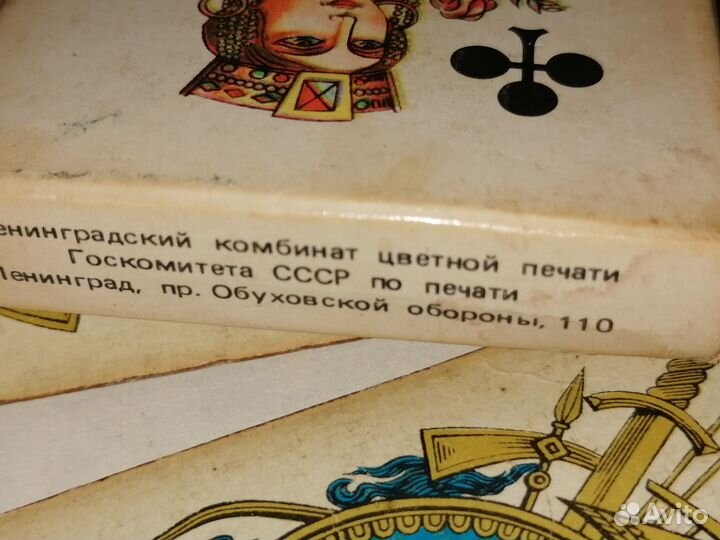 енинградский комбинат цветной печати
Госкомитета СССР по печати
Ленинград, пр. Обуховской обороны, 110
Avito